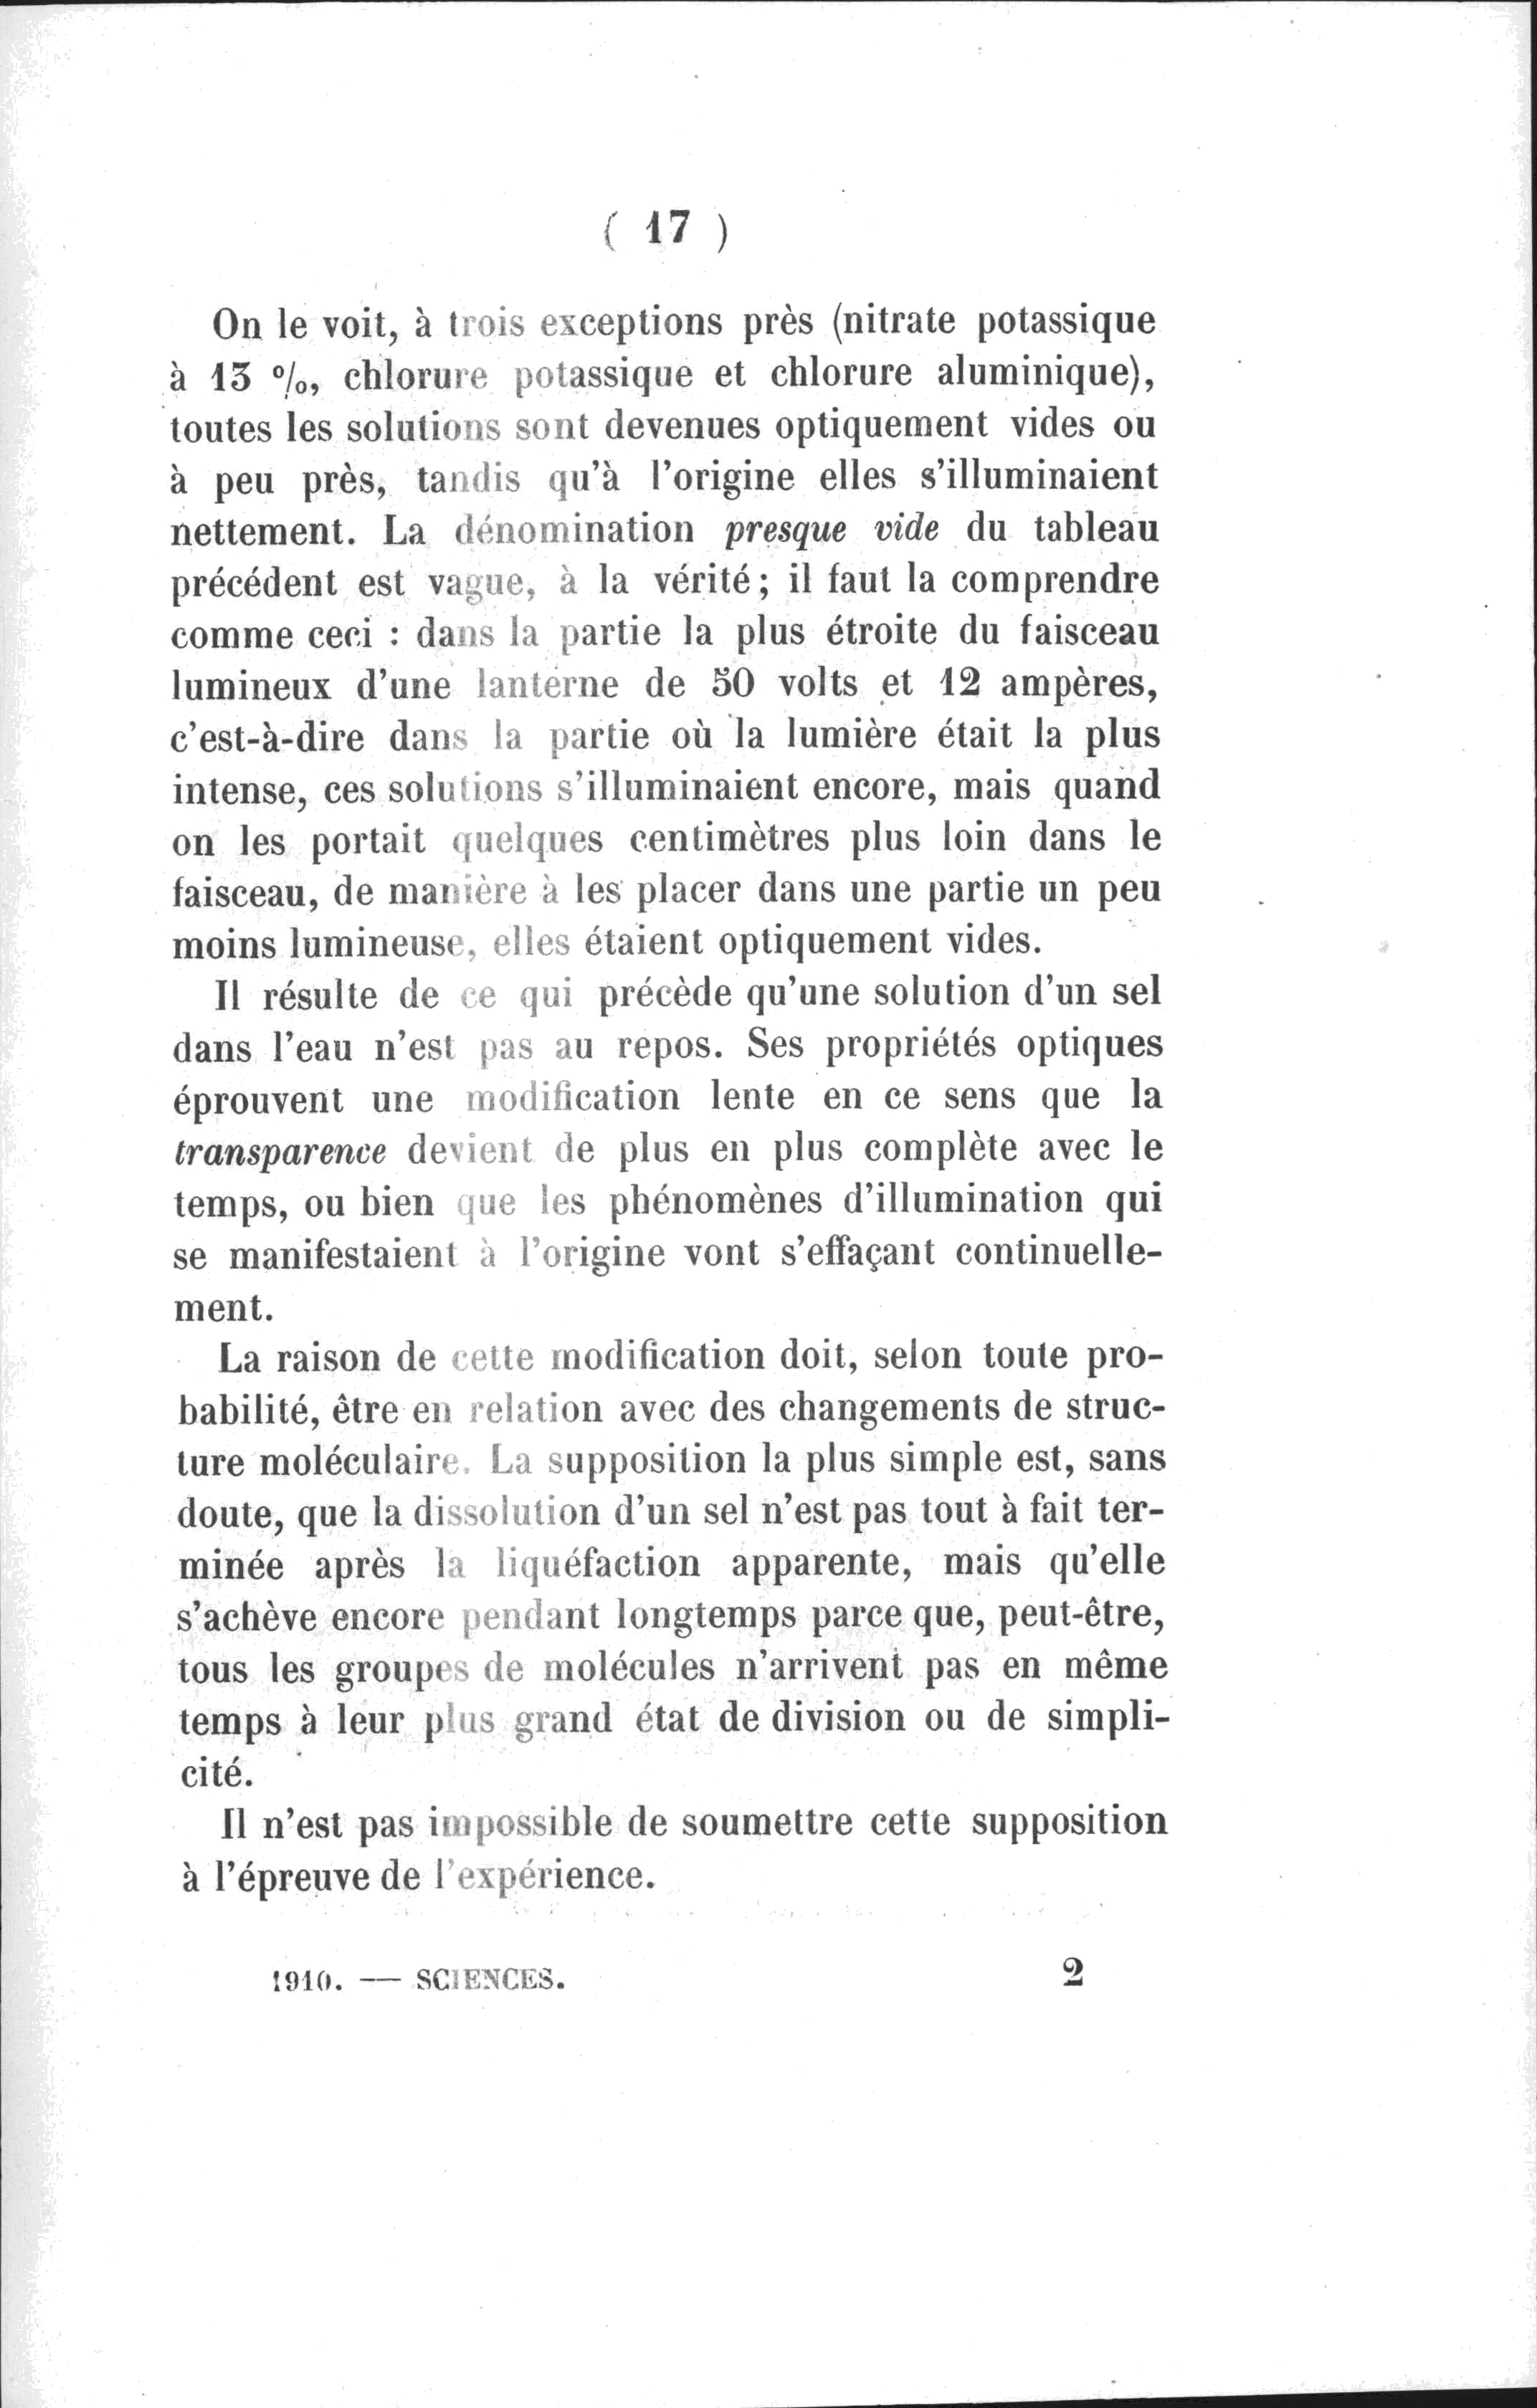 ( 17 )
On le voit, à trois exceptions près (nitrate potassique
à 13 %, chlorure potassique et chlorure aluminique),
toutes les solutions sont devenues optiquement vides ou
à peu près, tandis qu'à l'origine elles s'illuminaient
nettement. La dénomination presque vide du tableau
précédent est vague, à la vérité; il faut la comprendre
comme ceci : dans la partie la plus étroite du faisceau
lumineux d'une lanterne de 50 volts et 12 ampères,
c'est-à-dire dans la partie où la lumière était la plus
intense, ces solutions s'illuminaient encore, mais quand
on les portait quelques centimètres plus loin dans le
faisceau, de manière à les placer dans une partie un peu
moins lumineuse, elles étaient optiquement vides.
Il résulte de ce qui précède qu'une solution d'un sel
dans l'eau n'est pas au repos. Ses propriétés optiques
éprouvent une modification lente en ce sens que la
transparence devient de plus en plus complète avec le
temps, ou bien que les phénomènes d'illumination qui
se manifestaient à l'origine vont s'effaçant continuelle-
ment.
La raison de cette modification doit, selon toute pro-
babilité, être en relation avec des changements de struc-
ture moléculaire. La supposition la plus simple est, sans
doute, que la dissolution d'un sel n'est pas tout à fait ter-
minée après la liquéfaction apparente, mais qu'elle
s'achève encore pendant longtemps parce que, peut-être,
tous les groupes de molécules n'arrivent pas en même
temps à leur plus grand état de division ou de simpli-
cité.
Il n'est pas impossible de soumettre cette supposition
à l'épreuve de l'expérience.
1910. — SCIENCES. 2